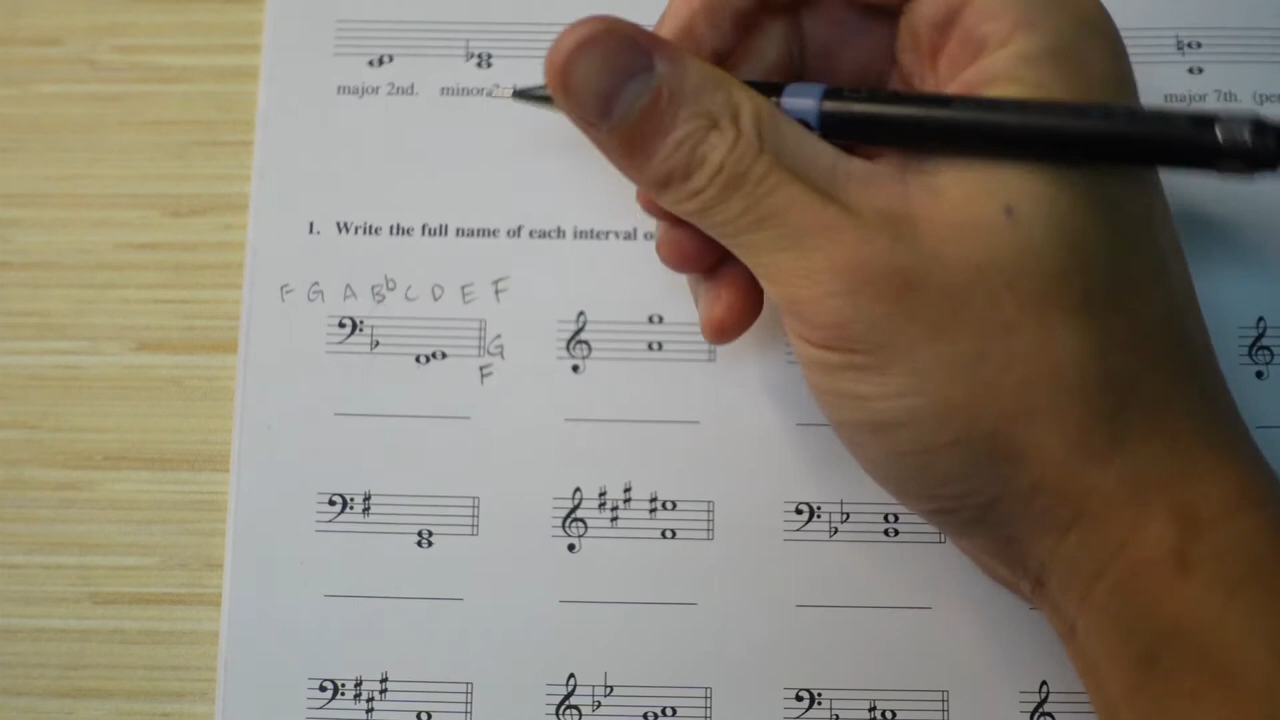 major 2nd. minor major 7th.
1. Write the full name of each interval
F G A B♭ C D E F
G
F